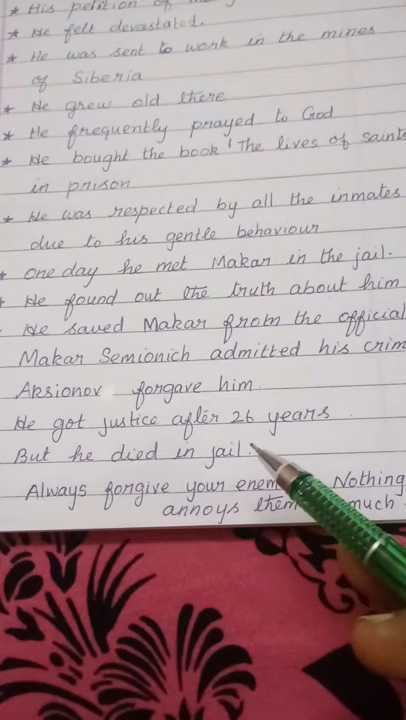 * His petition of
* He felt devastated.
* He was sent to work in the mines
of Siberia
* He grew old there
* He frequently prayed to God
* He bought the book 'The lives of saints
in prison
* He was respected by all the inmates
due to his gentle behaviour
* One day he met Makar in the jail.
* He found out the truth about him
He saved Makar from the official
Makar Semionich admitted his crim
Aksionov forgave him.
He got justice after 26 years.
But he died in jail.
Always forgive your enem Nothing
annoys them much